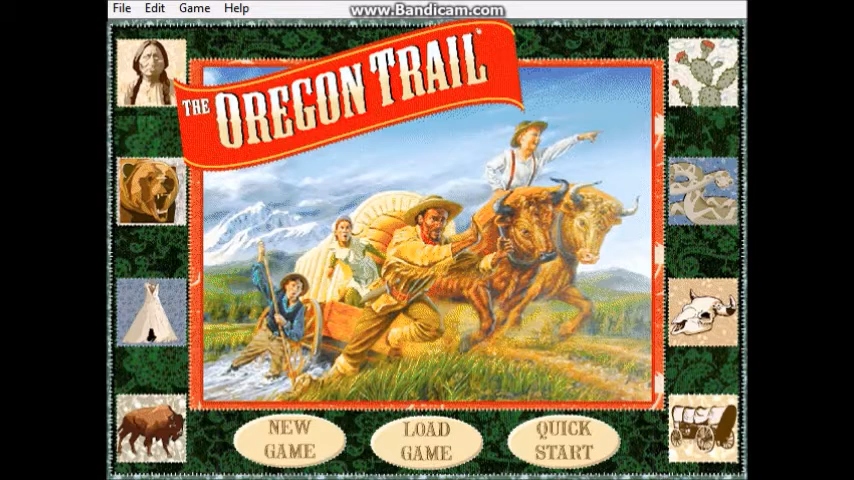 File Edit Game Help
www.Bandicam.com
THE OREGON TRAIL
NEW
GAME
LOAD
GAME
QUICK
START